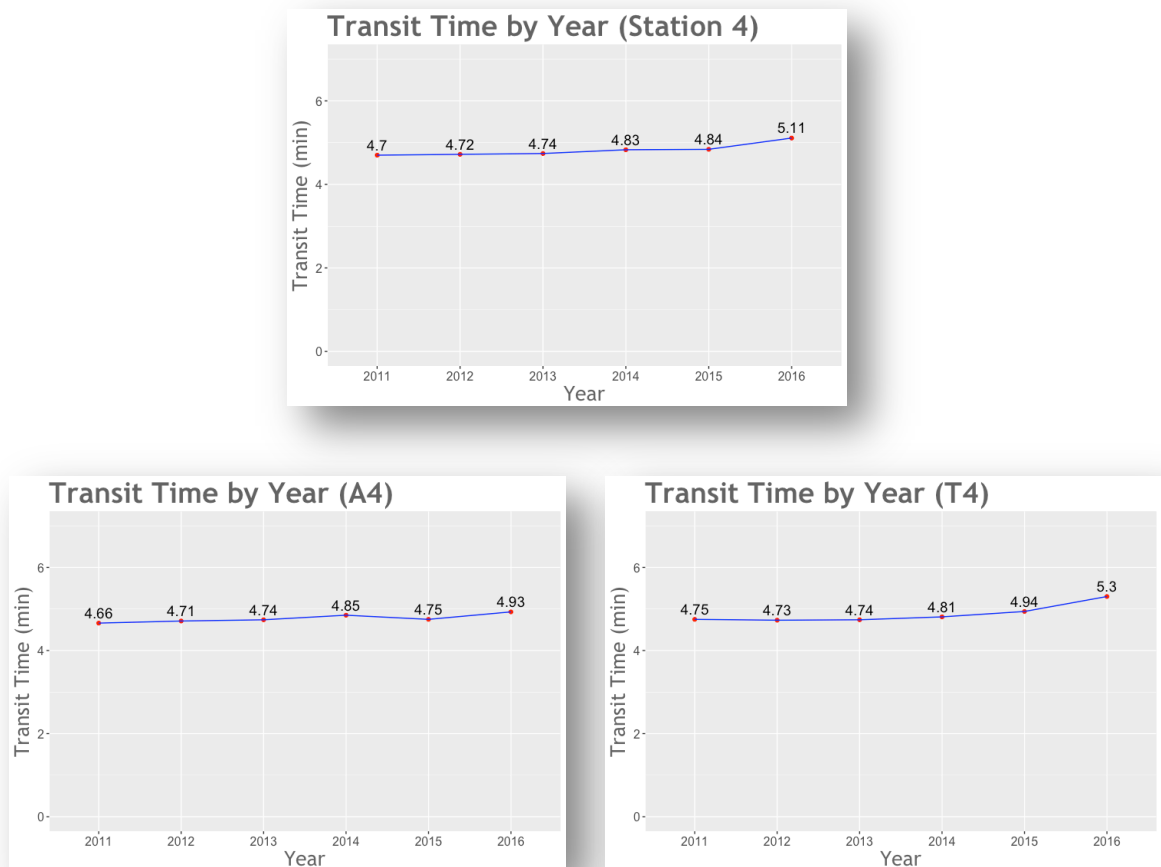 Transit Time by Year (Station 4)
Transit Time (min)
6
4
2
0
4.7 4.72 4.74 4.83 4.84 5.11
2011 2012 2013 2014 2015 2016
Year
Transit Time by Year (A4)
Transit Time (min)
6
4
2
0
4.66 4.71 4.74 4.85 4.75 4.93
2011 2012 2013 2014 2015 2016
Year
Transit Time by Year (T4)
Transit Time (min)
6
4
2
0
4.75 4.73 4.74 4.81 4.94 5.3
2011 2012 2013 2014 2015 2016
Year